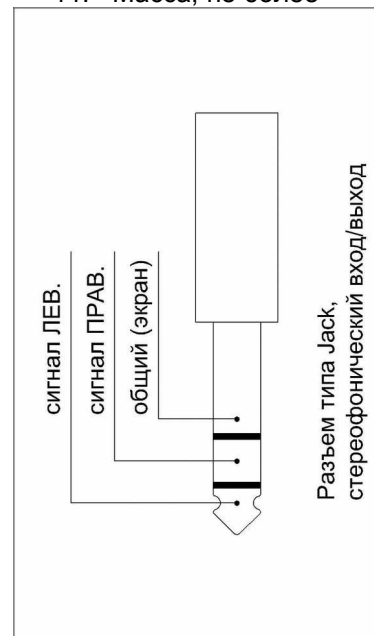 сигнал ЛЕВ.
сигнал ПРАВ.
общий (экран)
Разъем типа Jack,
стереофонический вход/выход